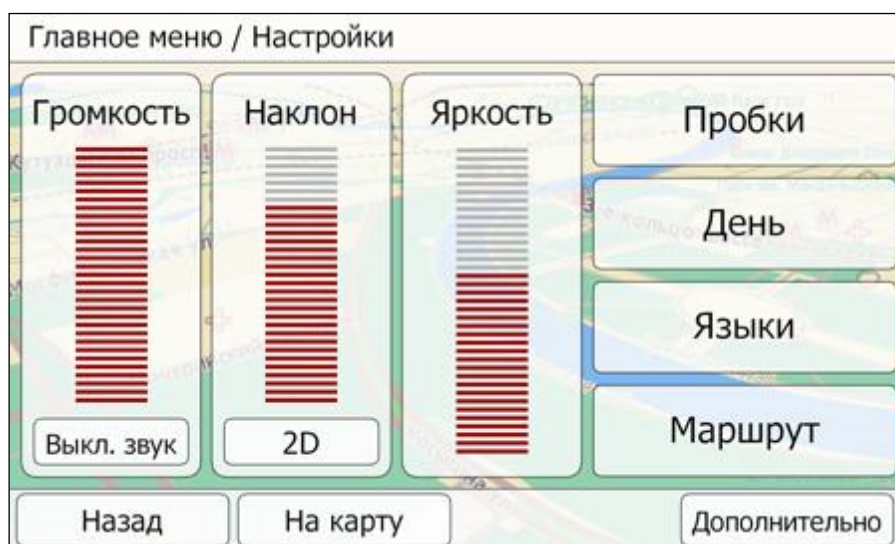 Главное меню / Настройки
Громкость
Наклон
Яркость
Пробки
День
Языки
Маршрут
Выкл. звук
2D
Назад
На карту
Дополнительно